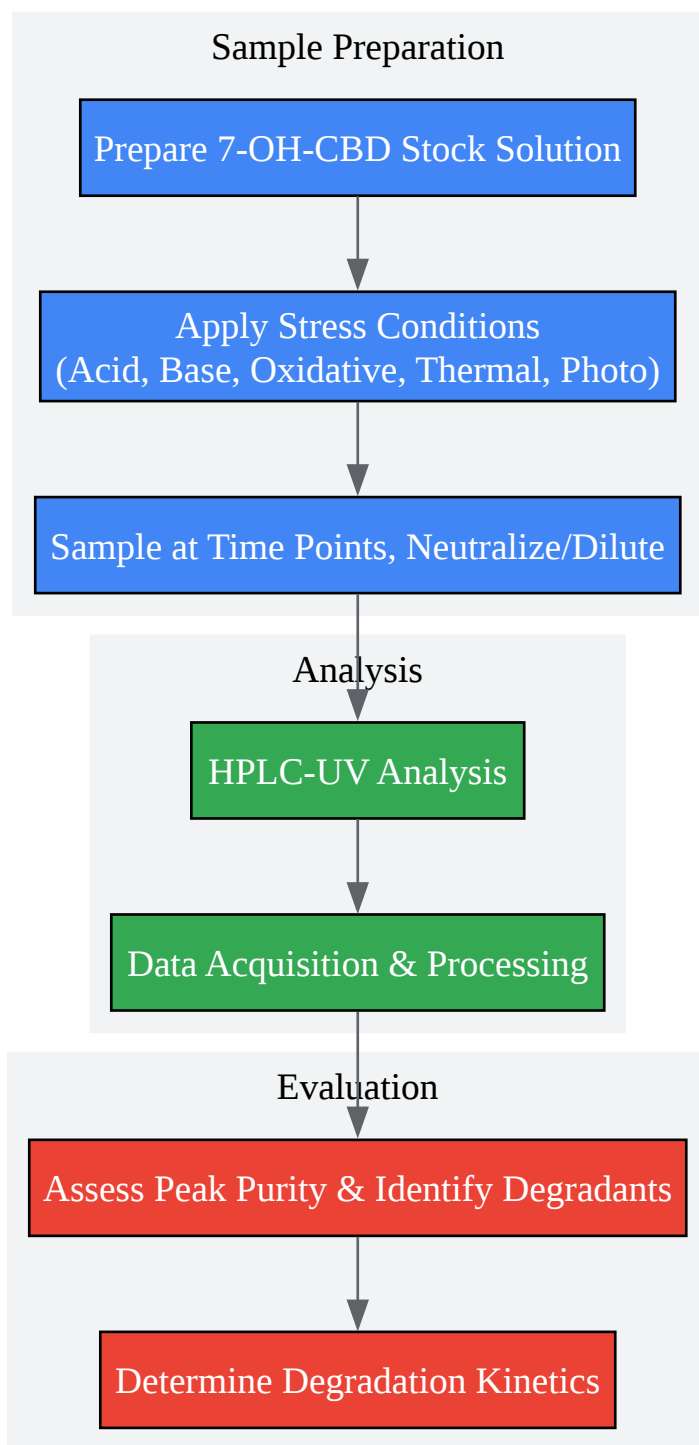 Sample Preparation
Prepare 7-OH-CBD Stock Solution
Apply Stress Conditions
(Acid, Base, Oxidative, Thermal, Photo)
Sample at Time Points, Neutralize/Dilute
Analysis
HPLC-UV Analysis
Data Acquisition & Processing
Evaluation
Assess Peak Purity & Identify Degradants
Determine Degradation Kinetics